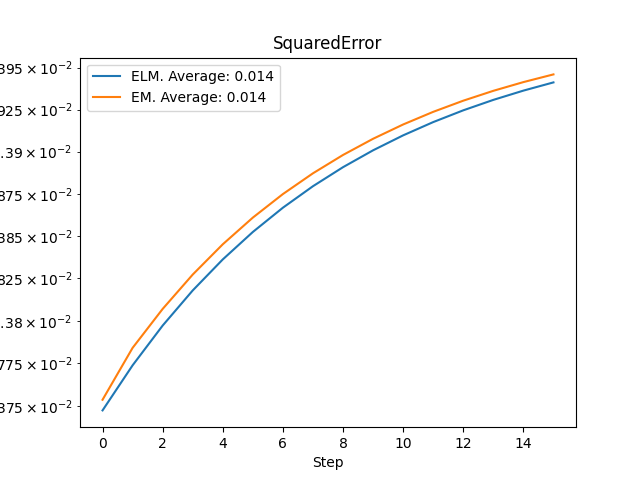 SquaredError
ELM. Average: 0.014
EM. Average: 0.014
395 × 10⁻²
925 × 10⁻²
.39 × 10⁻²
875 × 10⁻²
385 × 10⁻²
825 × 10⁻²
.38 × 10⁻²
775 × 10⁻²
375 × 10⁻²
0 2 4 6 8 10 12 14
Step